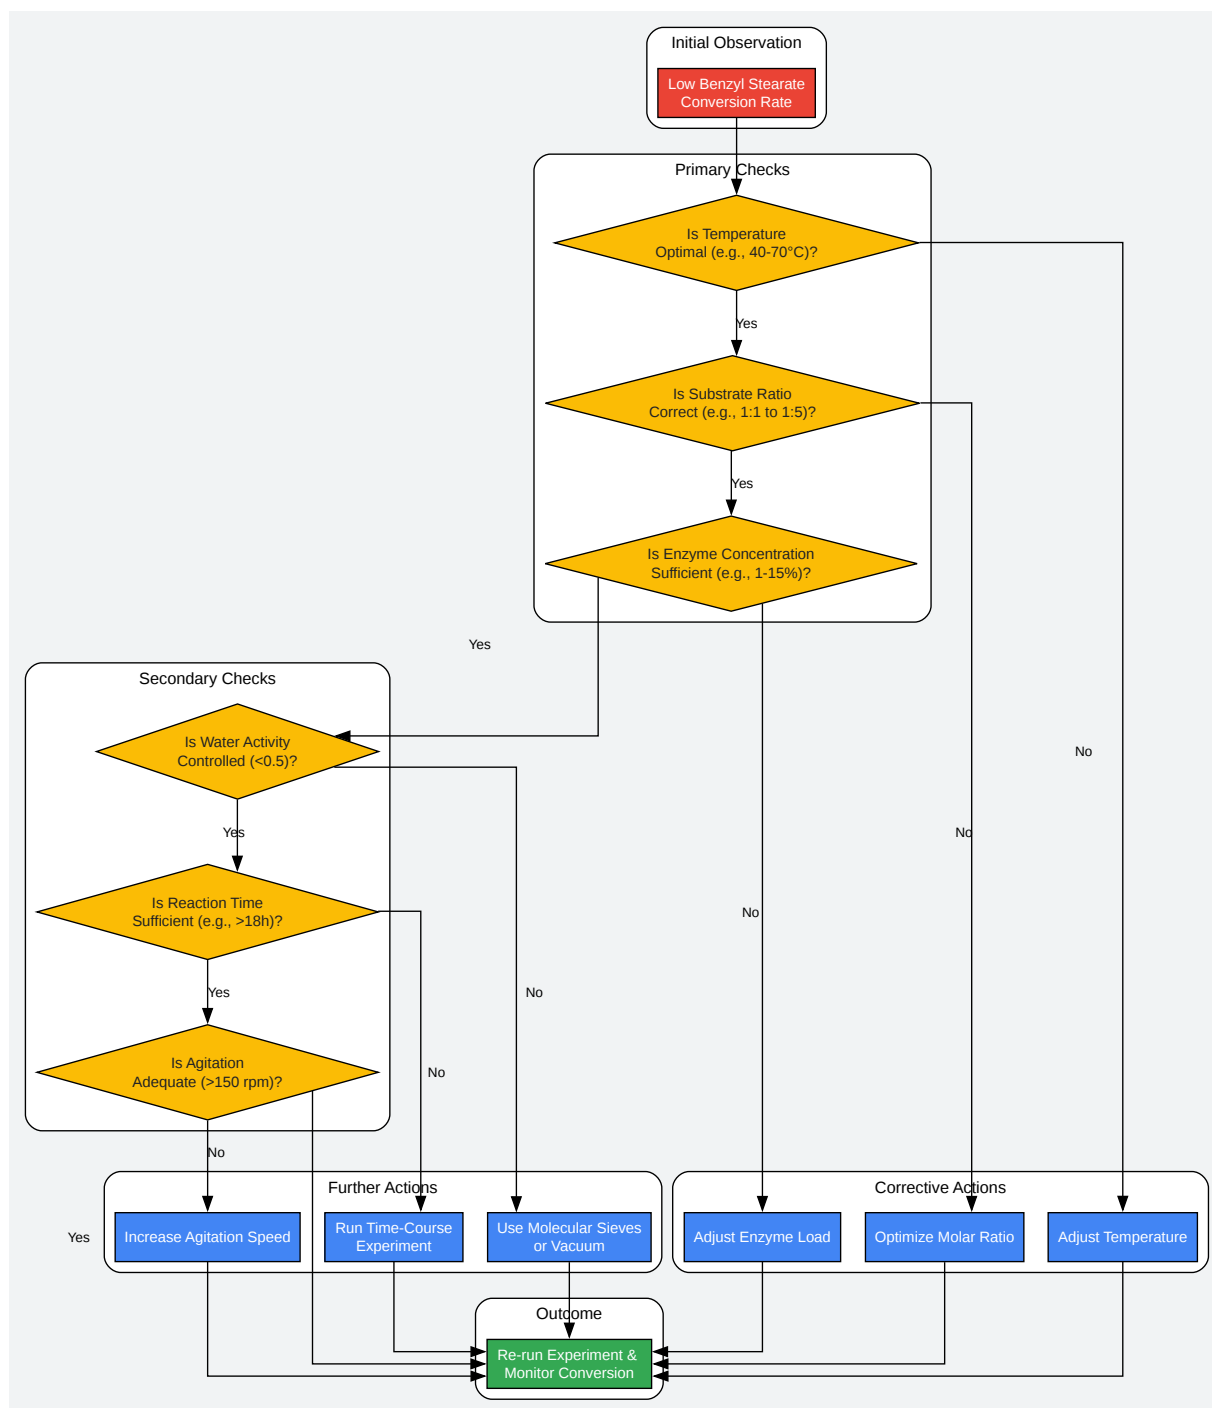 Initial Observation
Low Benzyl Stearate
Conversion Rate
Primary Checks
Is Temperature
Optimal (e.g., 40-70°C)?
Yes
Is Substrate Ratio
Correct (e.g., 1:1 to 1:5)?
Yes
Is Enzyme Concentration
Sufficient (e.g., 1-15%)?
Yes
Secondary Checks
Is Water Activity
Controlled (<0.5)?
No
Yes
No
Is Reaction Time
Sufficient (e.g., >18h)?
No
Yes
No
Is Agitation
Adequate (>150 rpm)?
No
No
Further Actions
Corrective Actions
Yes
Increase Agitation Speed
Run Time-Course
Experiment
Use Molecular Sieves
or Vacuum
Adjust Enzyme Load
Optimize Molar Ratio
Adjust Temperature
Outcome
Re-run Experiment &
Monitor Conversion